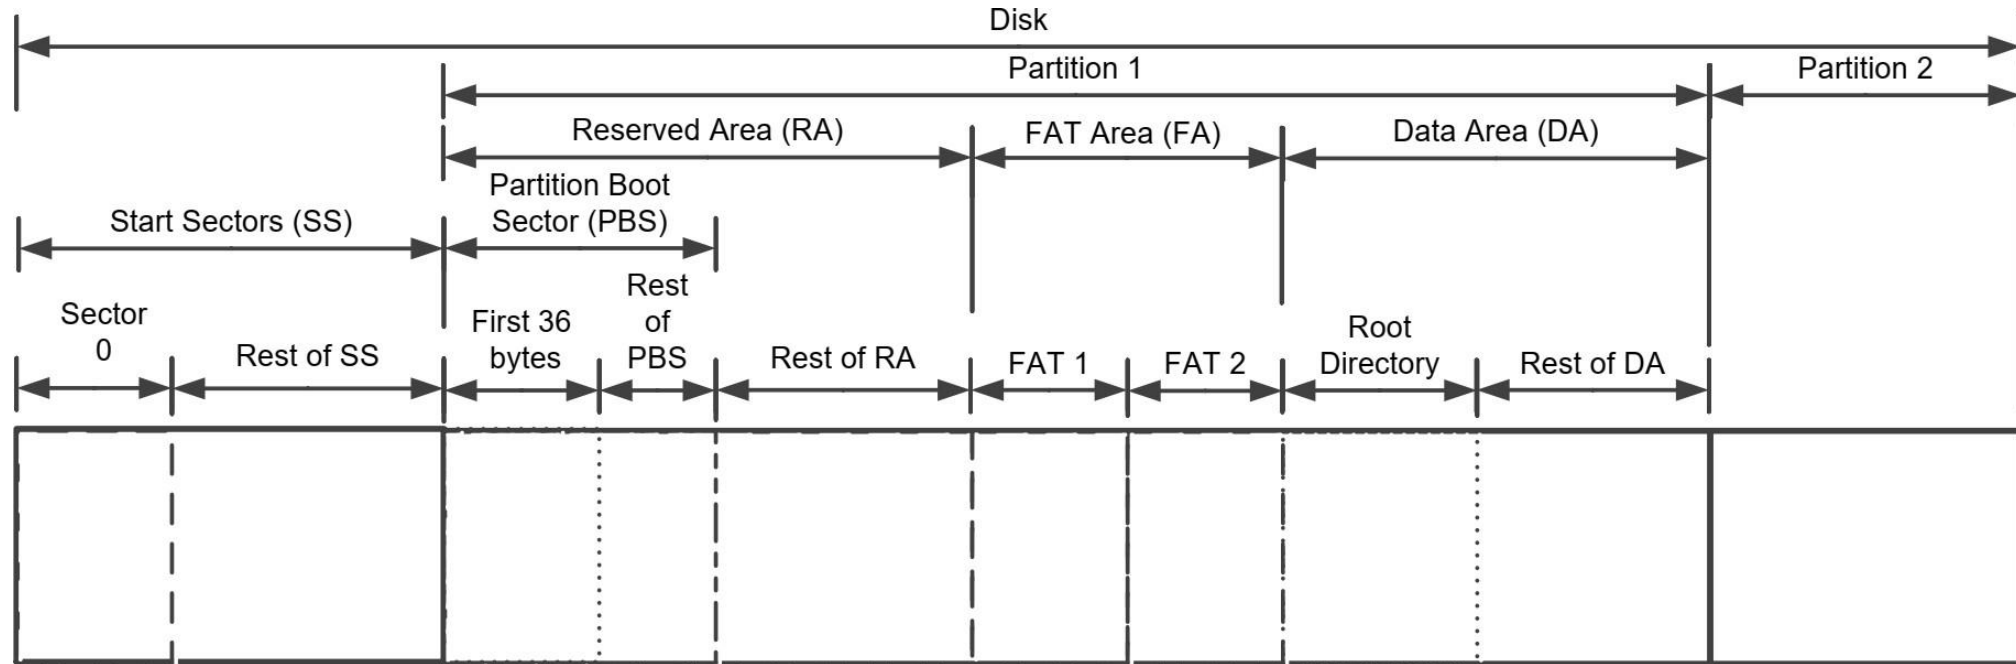 Disk
Partition 1
Partition 2
Reserved Area (RA)
FAT Area (FA)
Data Area (DA)
Start Sectors (SS)
Partition Boot
Sector (PBS)
Sector
0
Rest of SS
First 36
bytes
Rest
of
PBS
Rest of RA
FAT 1
FAT 2
Root
Directory
Rest of DA